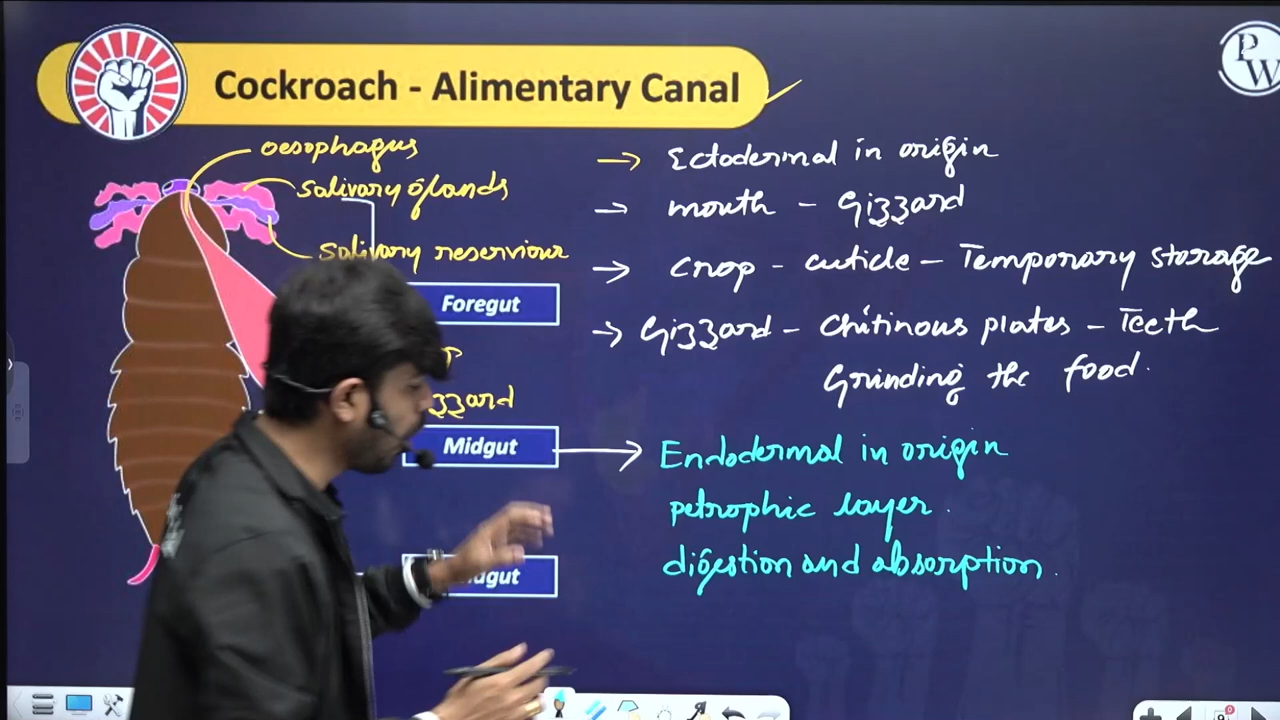 Cockroach - Alimentary Canal
PW
oesophagus
salivary glands
salivary reserviour
Foregut
Midgut
→ Ectodermal in origin
→ mouth - Gizzard
→ crop - cuticle - Temporary storage
→ Gizzard - chitinous plates - Teeth
Grinding the food.
Endodermal in origin
petrophic layer.
digestion and absorption.